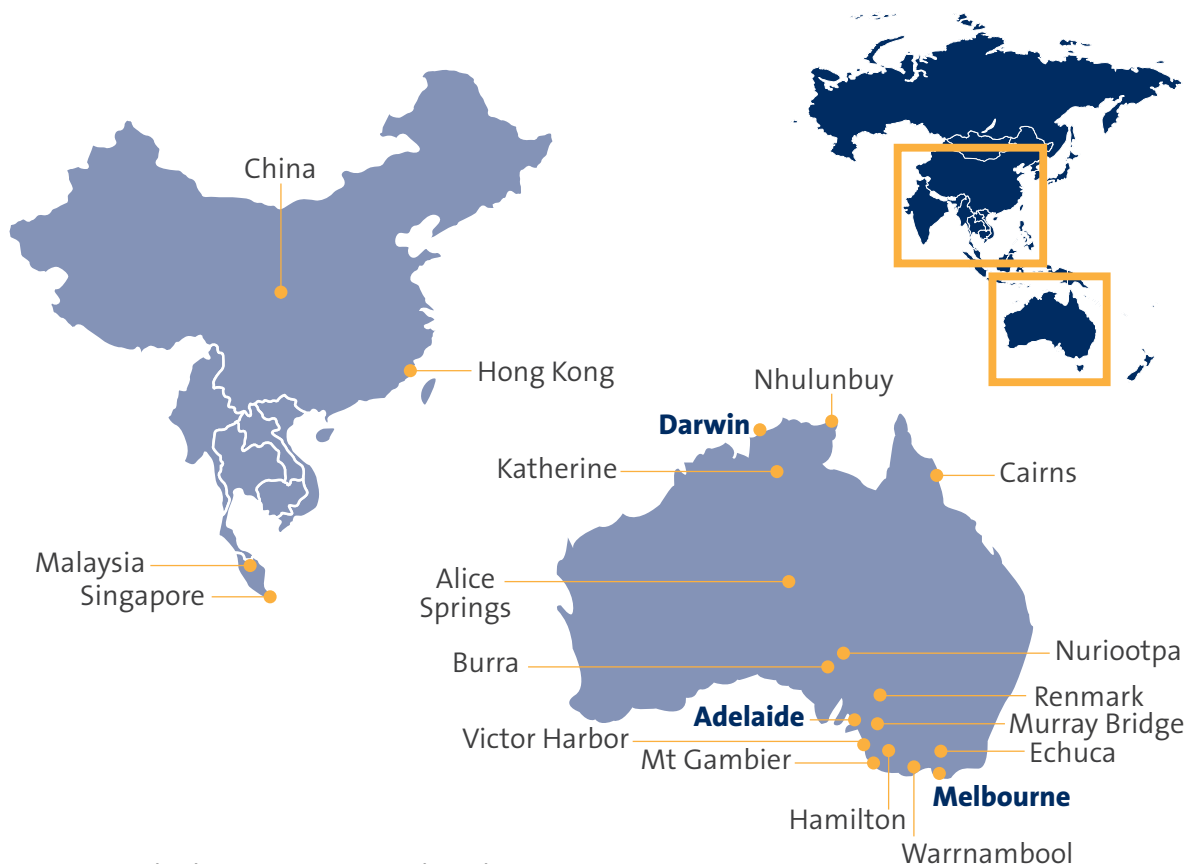 China
Hong Kong
Malaysia
Singapore
Nhulunbuy
Darwin
Katherine
Cairns
Alice
Springs
Burra
Nuriootpa
Renmark
Adelaide
Murray Bridge
Victor Harbor
Echuca
Mt Gambier
Melbourne
Hamilton
Warrnambool